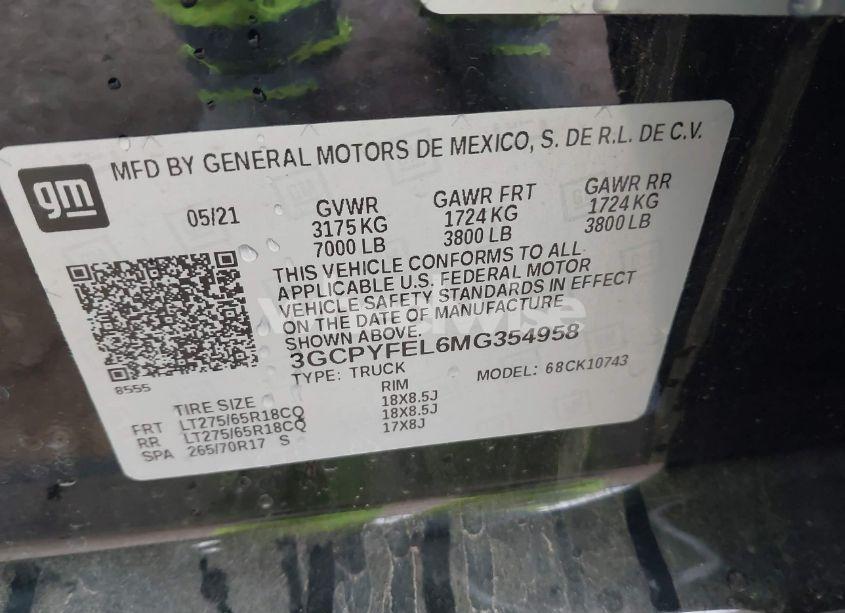 MFD BY GENERAL MOTORS DE MEXICO, S. DE R.L. DE C.V.
gm
05/21
GVWR GAWR FRT GAWR RR
3175 KG 1724 KG 1724 KG
7000 LB 3800 LB 3800 LB
THIS VEHICLE CONFORMS TO ALL
APPLICABLE U.S. FEDERAL MOTOR
VEHICLE SAFETY STANDARDS IN EFFECT
ON THE DATE OF MANUFACTURE
SHOWN ABOVE.
3GCPYFEL6MG354958
8555
TYPE: TRUCK MODEL: 68CK10743
TIRE SIZE RIM
FRT LT275/65R18CQ 18X8.5J
RR LT275/65R18CQ 18X8.5J
SPA 265/70R17 S 17X8J